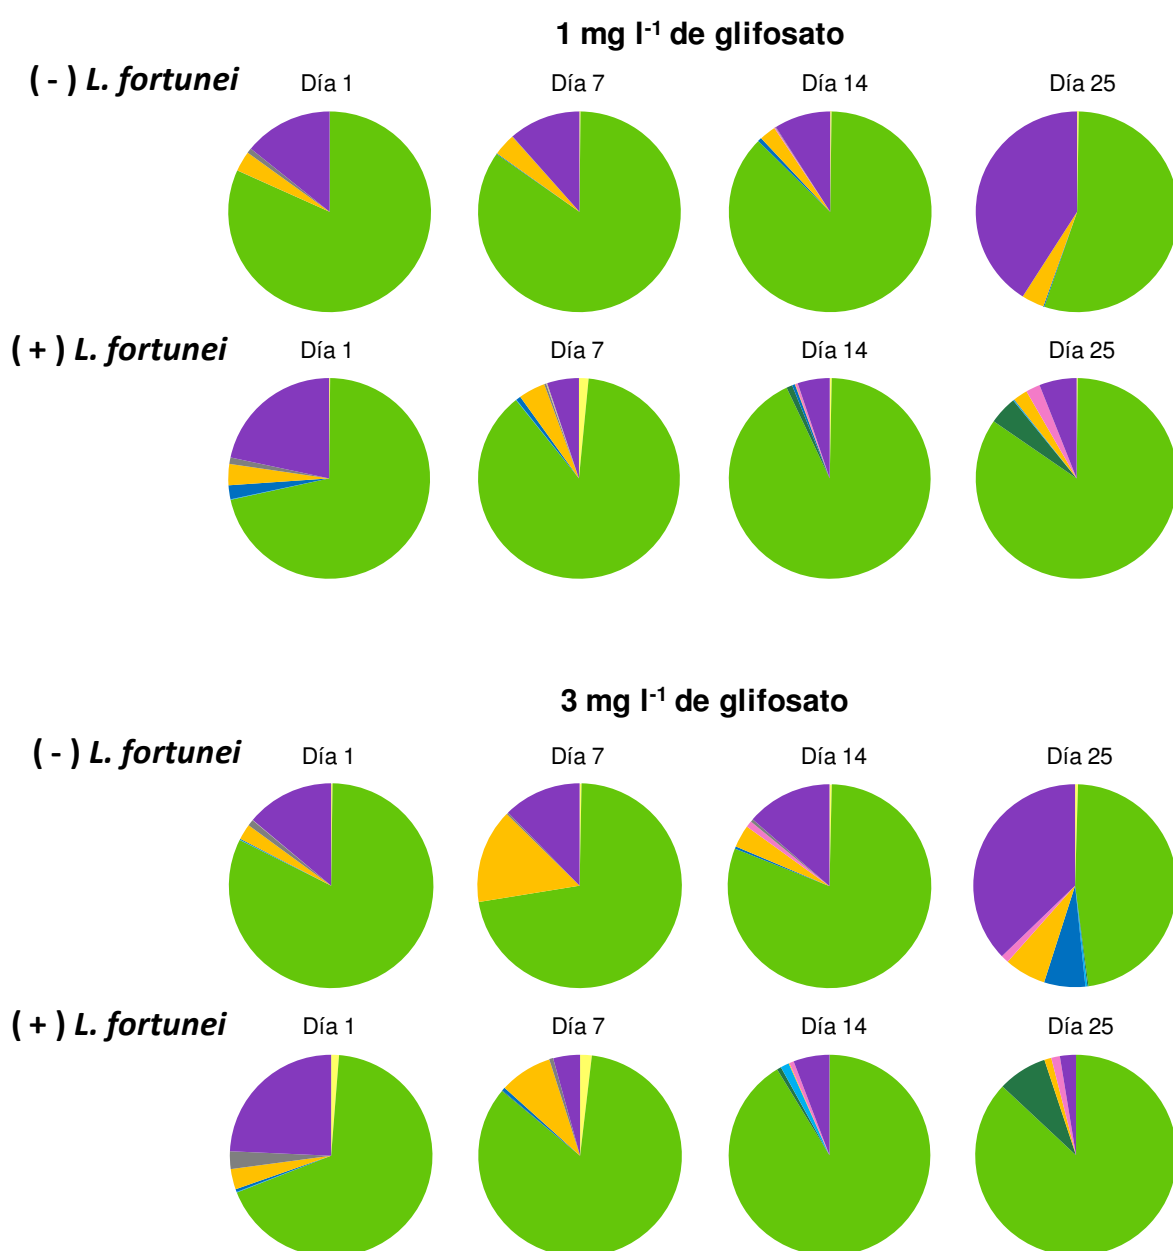 1 mg l-1 de glifosato
( - ) L. fortunei
Día 1
Día 7
Día 14
Día 25
( + ) L. fortunei
Día 1
Día 7
Día 14
Día 25
3 mg l-1 de glifosato
( - ) L. fortunei
Día 1
Día 7
Día 14
Día 25
( + ) L. fortunei
Día 1
Día 7
Día 14
Día 25